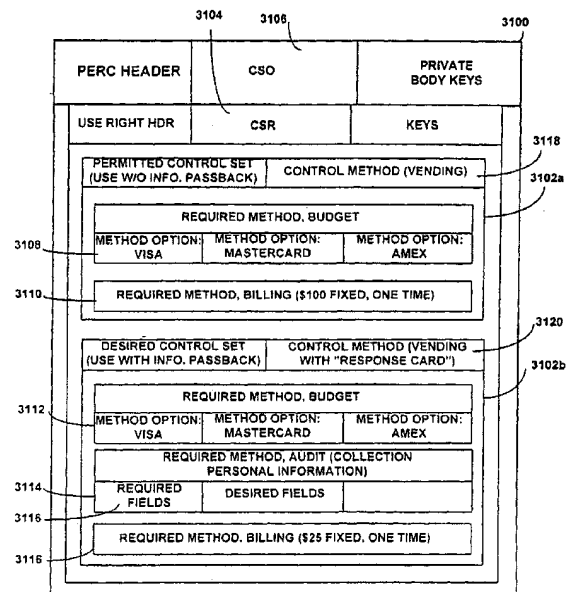 3104
3106
3100
PERC HEADER
CSO
PRIVATE
BODY KEYS
USE RIGHT HDR
CSR
KEYS
3118
PERMITTED CONTROL SET
(USE W/O INFO. PASSBACK)
CONTROL METHOD (VENDING)
3102a
REQUIRED METHOD, BUDGET
3108
METHOD OPTION:
VISA
METHOD OPTION:
MASTERCARD
METHOD OPTION:
AMEX
3110
REQUIRED METHOD, BILLING ($100 FIXED, ONE TIME)
3120
DESIRED CONTROL SET
(USE WITH INFO. PASSBACK)
CONTROL METHOD (VENDING
WITH "RESPONSE CARD")
3102b
REQUIRED METHOD, BUDGET
3112
METHOD OPTION:
VISA
METHOD OPTION:
MASTERCARD
METHOD OPTION:
AMEX
REQUIRED METHOD, AUDIT (COLLECTION
PERSONAL INFORMATION)
3114
REQUIRED
FIELDS
DESIRED FIELDS
3116
REQUIRED METHOD. BILLING ($25 FIXED, ONE TIME)
3116